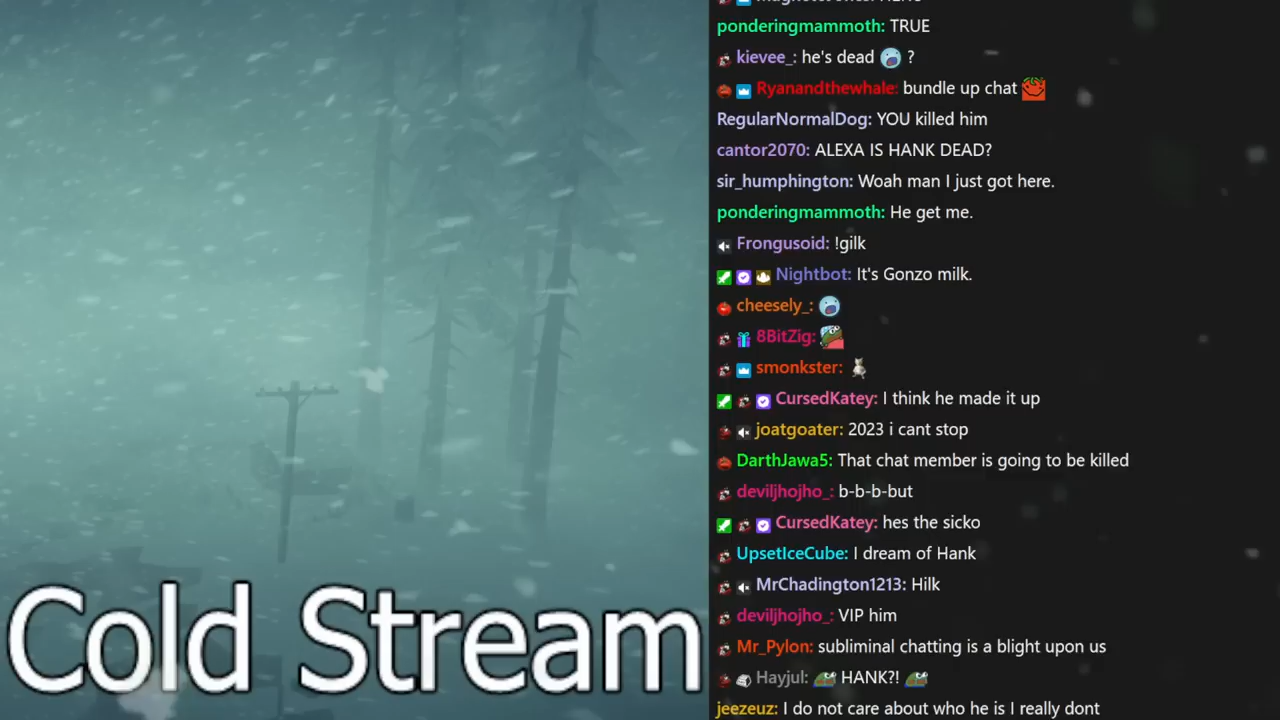 ponderingmammoth: TRUE
kievee_: he's dead ?
Ryanandthewhale: bundle up chat
RegularNormalDog: YOU killed him
cantor2070: ALEXA IS HANK DEAD?
sir_humphington: Woah man I just got here.
ponderingmammoth: He get me.
Frongusoid: !gilk
Nightbot: It's Gonzo milk.
cheesely_:
8BitZig:
smonkster:
CursedKatey: I think he made it up
joatgoater: 2023 i cant stop
DarthJawa5: That chat member is going to be killed
deviljhojho_: b-b-b-but
CursedKatey: hes the sicko
UpsetIceCube: I dream of Hank
MrChadington1213: Hilk
deviljhojho_: VIP him
Mr_Pylon: subliminal chatting is a blight upon us
Hayjul: HANK?!
jeezeuz: I do not care about who he is I really dont
Cold Stream